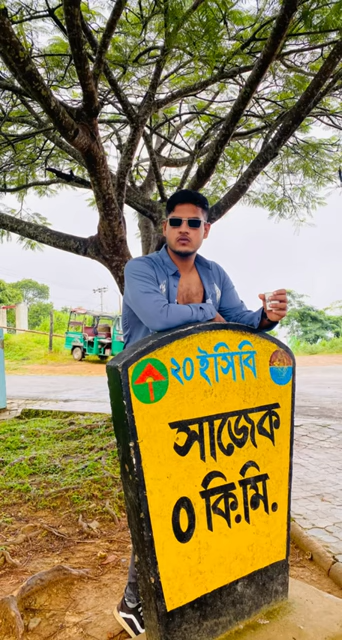 ২০ ইসিবি
সাজেক
০ কি.মি.